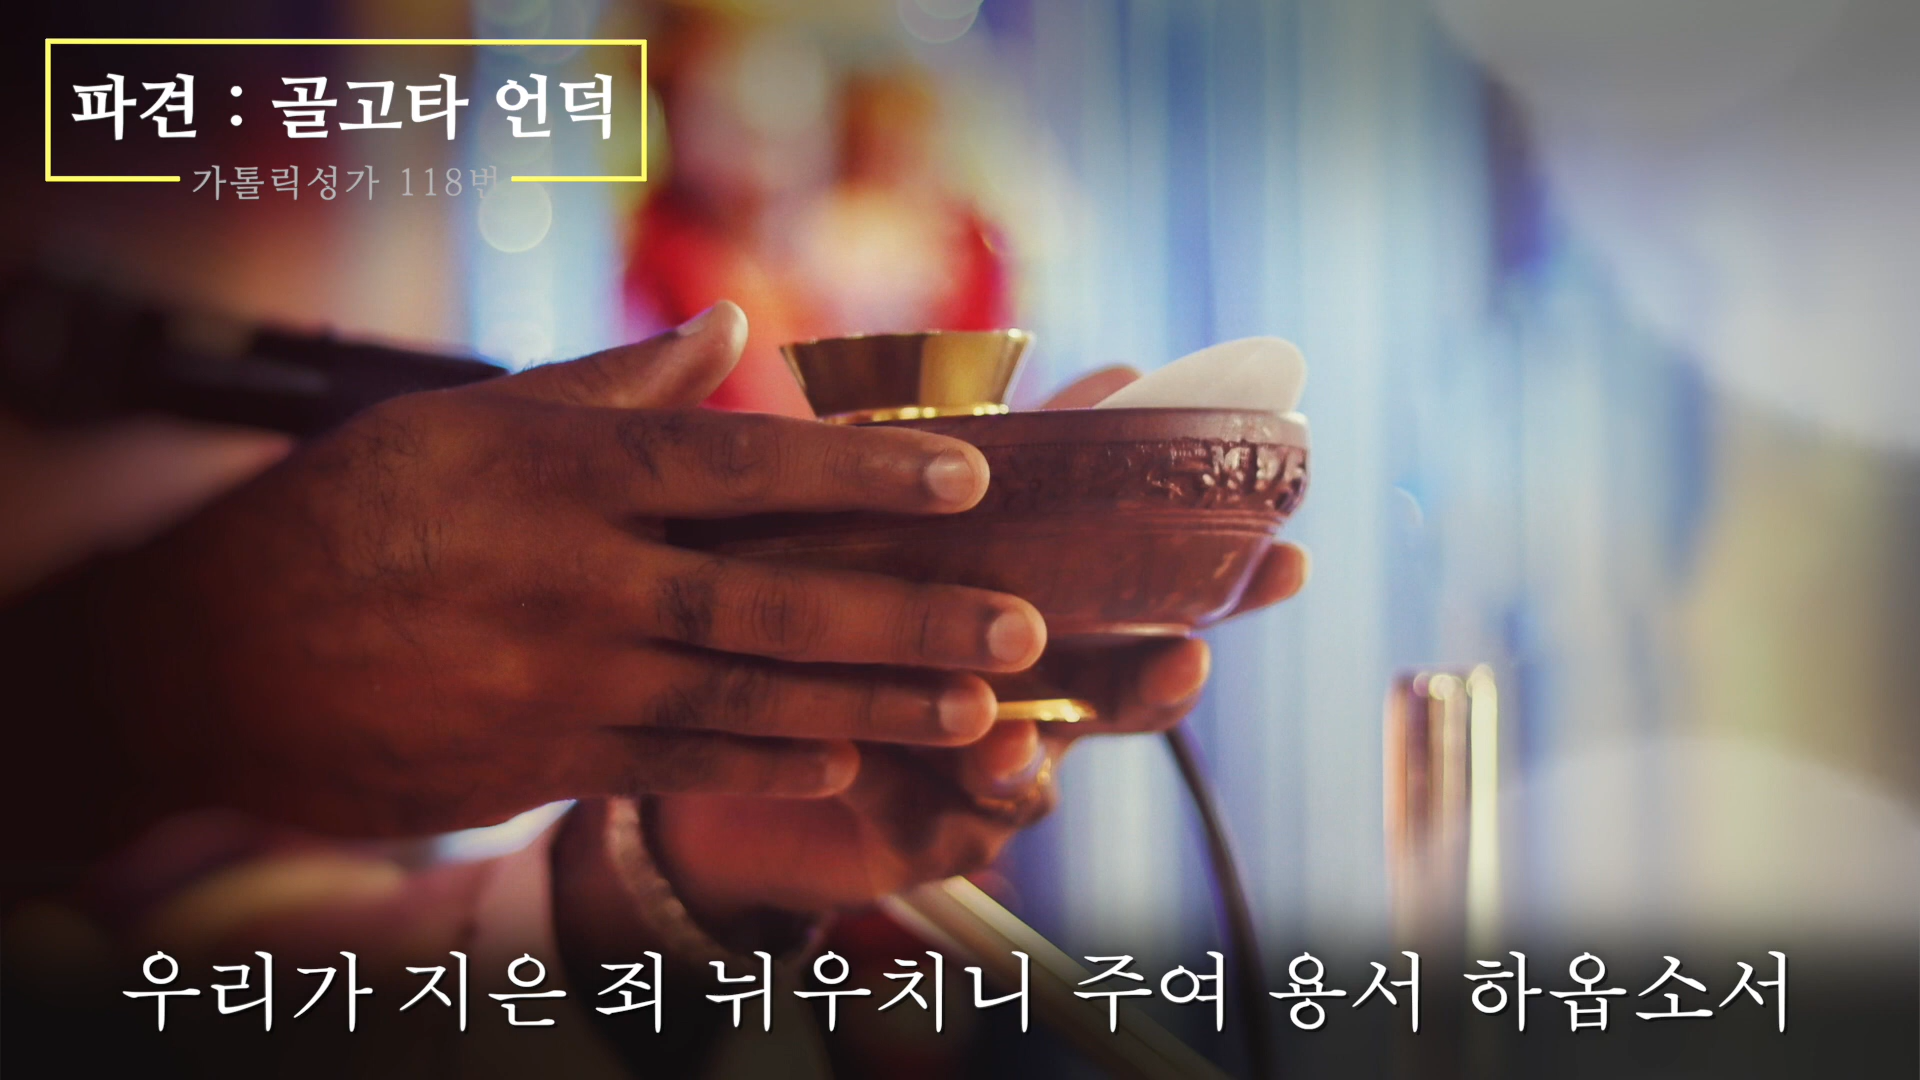 파견 : 골고타 언덕
가톨릭성가 118번
우리가 지은 죄 뉘우치니 주여 용서 하옵소서